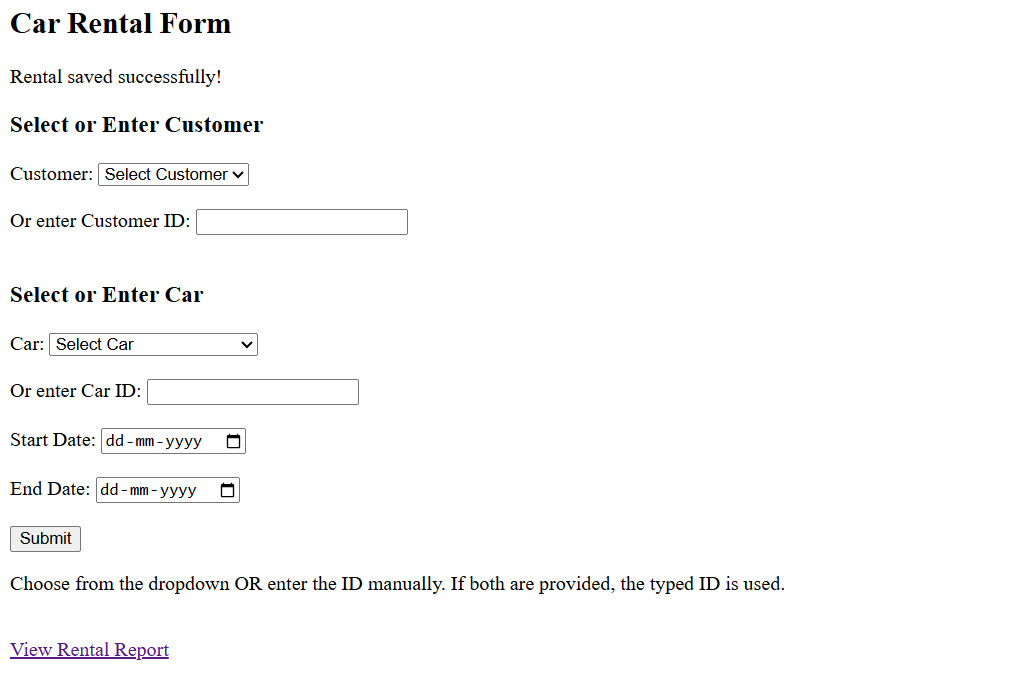 Car Rental Form
Rental saved successfully!
Select or Enter Customer
Customer: Select Customer
Or enter Customer ID:
Select or Enter Car
Car: Select Car
Or enter Car ID:
Start Date: dd-mm-yyyy
End Date: dd-mm-yyyy
Submit
Choose from the dropdown OR enter the ID manually. If both are provided, the typed ID is used.
View Rental Report